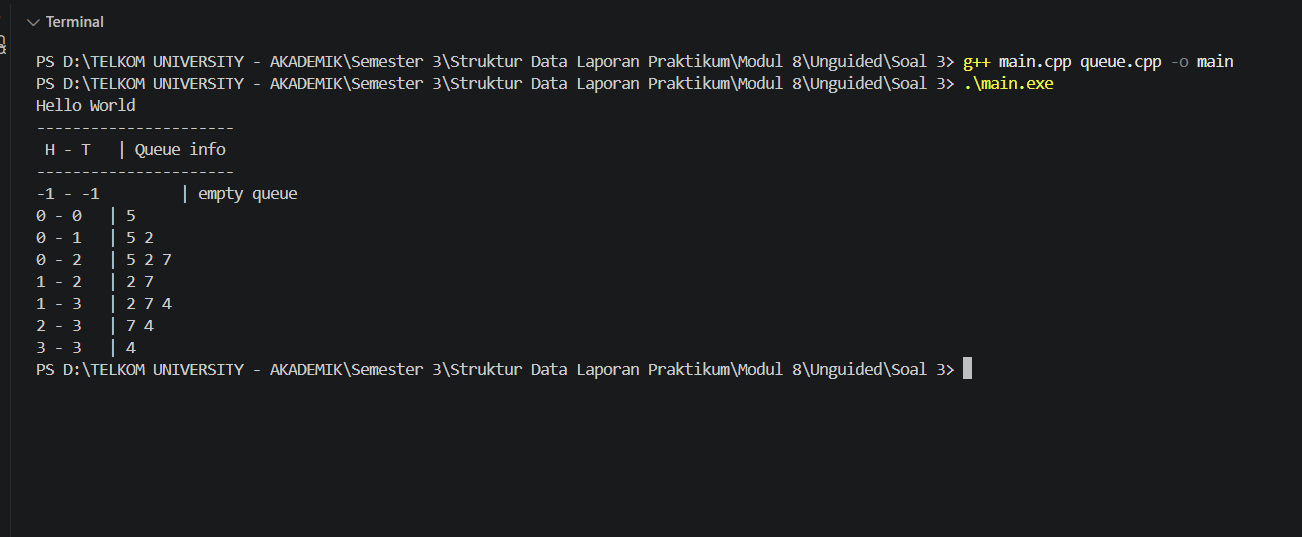 Terminal
PS D:\TELKOM UNIVERSITY - AKADEMIK\Semester 3\Struktur Data Laporan Praktikum\Modul 8\Unguided\Soal 3> g++ main.cpp queue.cpp -o main
PS D:\TELKOM UNIVERSITY - AKADEMIK\Semester 3\Struktur Data Laporan Praktikum\Modul 8\Unguided\Soal 3> .\main.exe
Hello World
----------------------
 H - T   | Queue info
----------------------
-1 - -1         | empty queue
0 - 0   | 5
0 - 1   | 5 2
0 - 2   | 5 2 7
1 - 2   | 2 7
1 - 3   | 2 7 4
2 - 3   | 7 4
3 - 3   | 4
PS D:\TELKOM UNIVERSITY - AKADEMIK\Semester 3\Struktur Data Laporan Praktikum\Modul 8\Unguided\Soal 3>